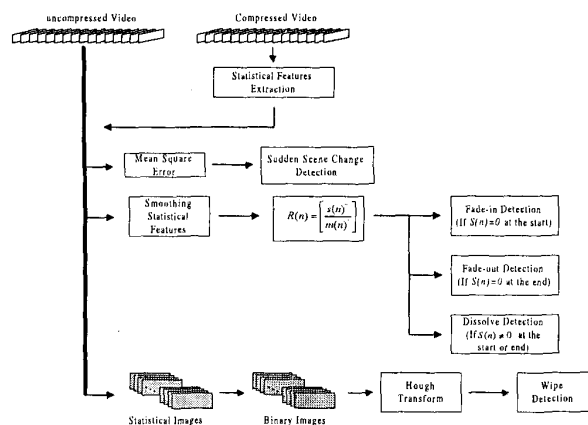 uncompressed Video
Compressed Video
Statistical Features
Extraction
Mean Square
Error
Sudden Scene Change
Detection
Smoothing
Statistical
Features
R(n) = [s(n)/m(n)]
Fade-in Detection
(If S(n)=0 at the start)
Fade-out Detection
(If S(n)=0 at the end)
Dissolve Detection
(If S(n)≠0 at the
start or end)
Statistical Images
Binary Images
Hough
Transform
Wipe
Detection